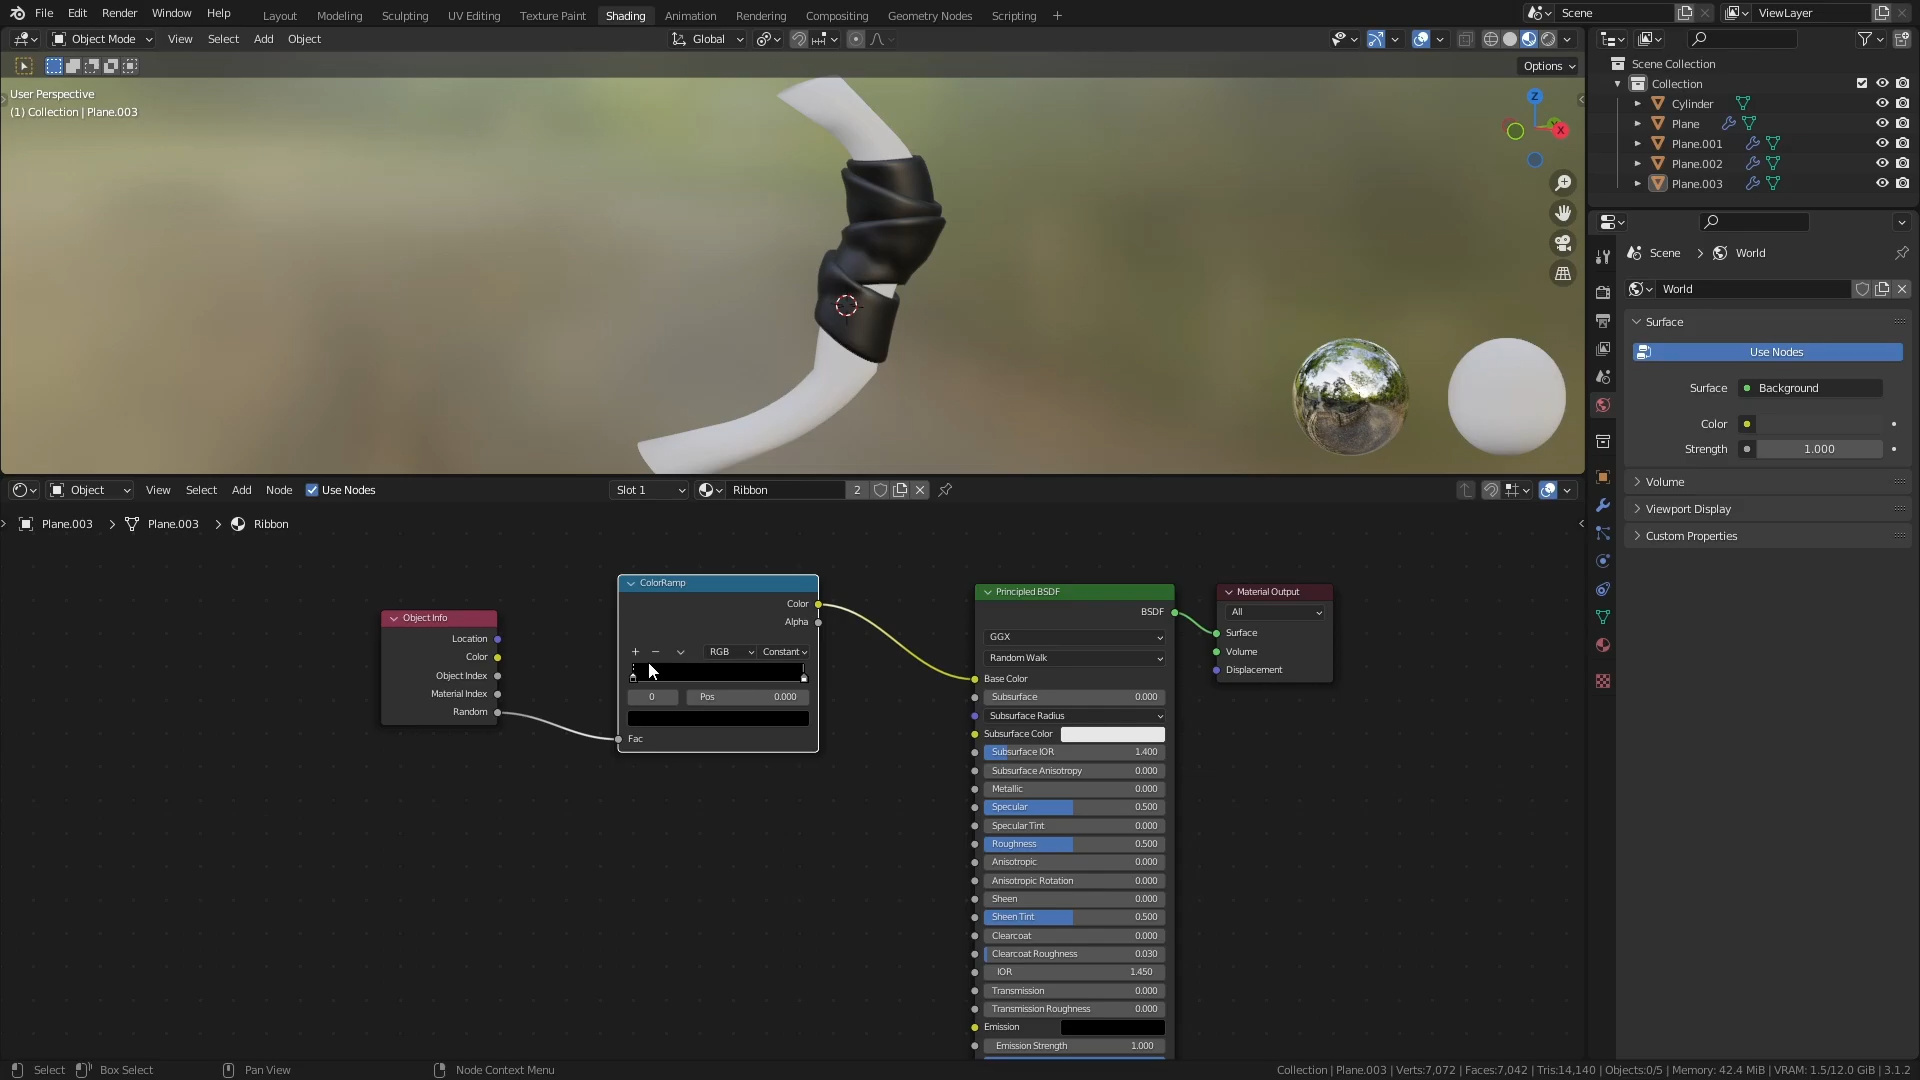 File Edit Render Window Help Layout Modeling Sculpting UV Editing Texture Paint Shading Animation Rendering Compositing Geometry Nodes Scripting + Scene ViewLayer
Object Mode View Select Add Object Global
Options
User Perspective
(1) Collection | Plane.003
Z
X
Scene Collection
Collection
Cylinder
Plane
Plane.001
Plane.002
Plane.003
Scene > World
World
Surface
Use Nodes
Surface Background
Color
Strength 1.000
Volume
Viewport Display
Custom Properties
Object View Select Add Node Use Nodes Slot 1 Ribbon 2
Plane.003 > Plane.003 > Ribbon
Object Info
Location
Color
Object Index
Material Index
Random
ColorRamp
Color
Alpha
+ − RGB Constant
0 Pos 0.000
Fac
Principled BSDF
BSDF
GGX
Random Walk
Base Color
Subsurface 0.000
Subsurface Radius
Subsurface Color
Subsurface IOR 1.400
Subsurface Anisotropy 0.000
Metallic 0.000
Specular 0.500
Specular Tint 0.000
Roughness 0.500
Anisotropic 0.000
Anisotropic Rotation 0.000
Sheen 0.000
Sheen Tint 0.500
Clearcoat 0.000
Clearcoat Roughness 0.030
IOR 1.450
Transmission 0.000
Transmission Roughness 0.000
Emission
Emission Strength 1.000
Material Output
All
Surface
Volume
Displacement
Select Box Select Pan View Node Context Menu Collection | Plane.003 | Verts:7,072 | Faces:7,042 | Tris:14,140 | Objects:0/5 | Memory: 42.4 MiB | VRAM: 1.5/12.0 GiB | 3.1.2